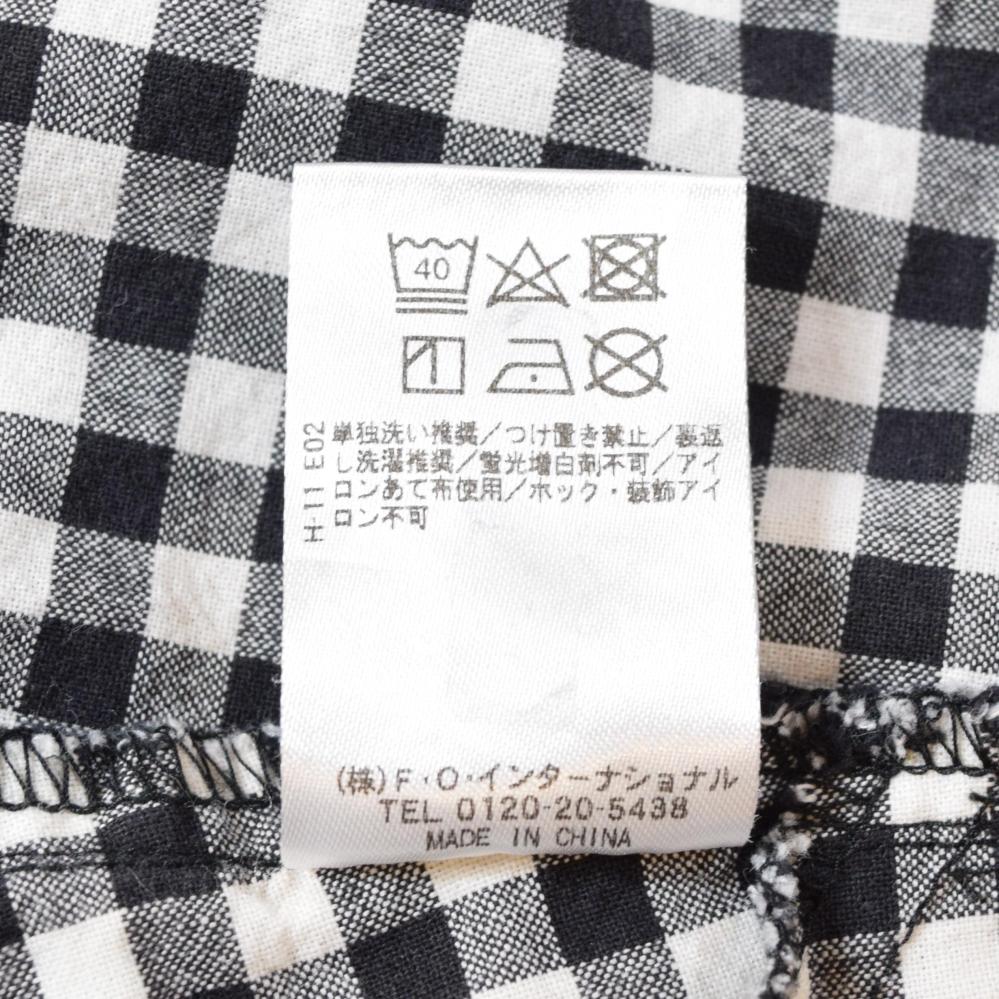 40
単独洗い推奨/つけ置き禁止/裏返
し洗濯推奨/蛍光増白剤不可/アイ
ロンあて布使用/ホック・装飾アイ
ロン不可
H-11 E02
(株)F・O・インターナショナル
TEL 0120-20-5438
MADE IN CHINA